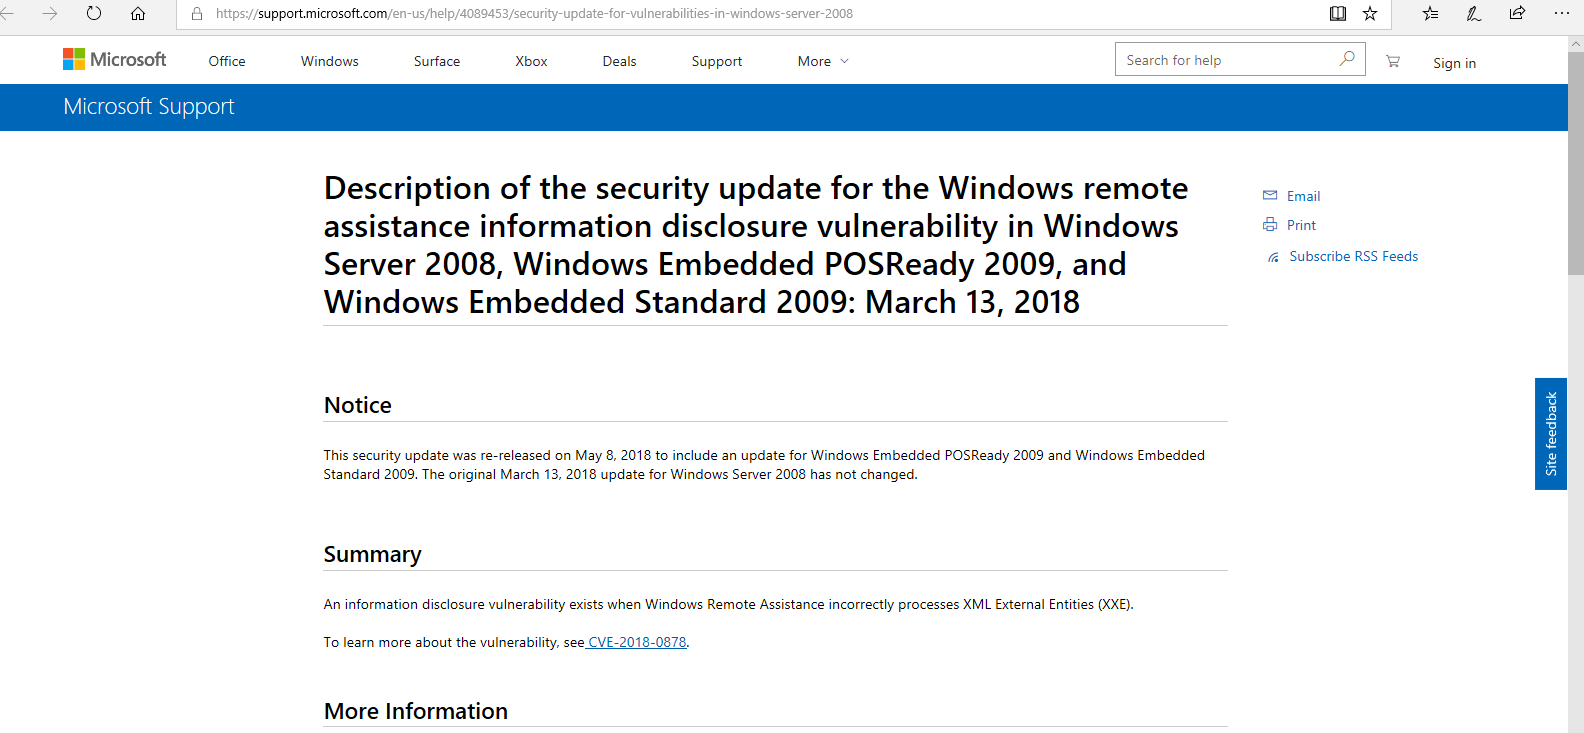 https://support.microsoft.com/en-us/help/4089453/security-update-for-vulnerabilities-in-windows-server-2008
Microsoft
Office
Windows
Surface
Xbox
Deals
Support
More
Search for help
Sign in
Microsoft Support
Description of the security update for the Windows remote
assistance information disclosure vulnerability in Windows
Server 2008, Windows Embedded POSReady 2009, and
Windows Embedded Standard 2009: March 13, 2018
Email
Print
Subscribe RSS Feeds
Notice
This security update was re-released on May 8, 2018 to include an update for Windows Embedded POSReady 2009 and Windows Embedded
Standard 2009. The original March 13, 2018 update for Windows Server 2008 has not changed.
Site feedback
Summary
An information disclosure vulnerability exists when Windows Remote Assistance incorrectly processes XML External Entities (XXE).
To learn more about the vulnerability, see CVE-2018-0878.
More Information